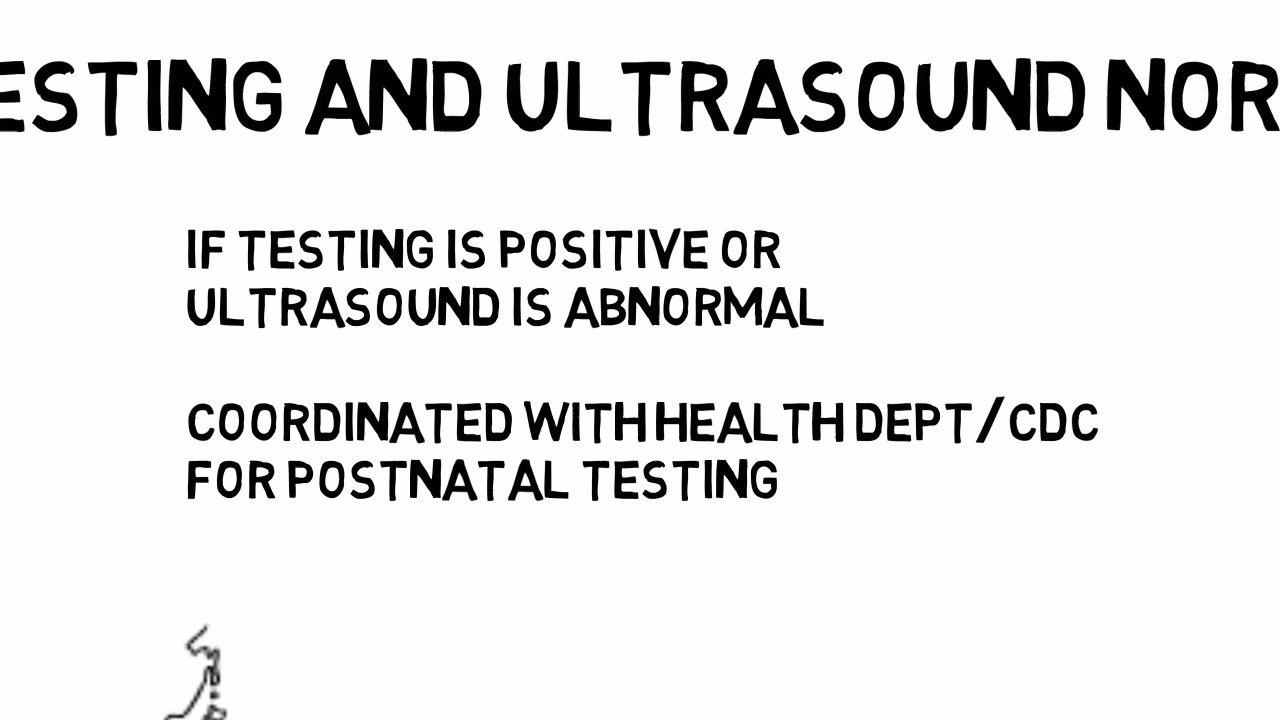 ESTING AND ULTRASOUND NOR
IF TESTING IS POSITIVE OR
ULTRASOUND IS ABNORMAL
COORDINATED WITH HEALTH DEPT/CDC
FOR POSTNATAL TESTING